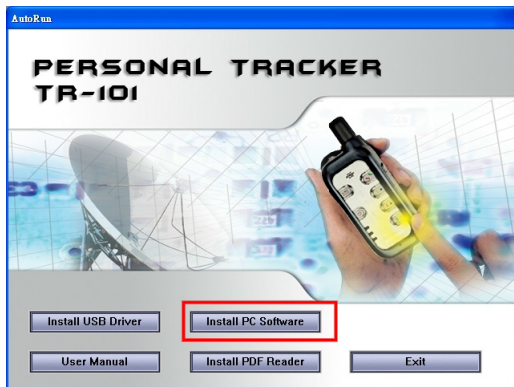 AutoRun
PERSONAL TRACKER
TR-101
Install USB Driver
Install PC Software
User Manual
Install PDF Reader
Exit